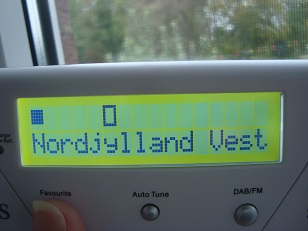 Nordjylland Vest
Favourite
Auto Tune
DAB/FM
S